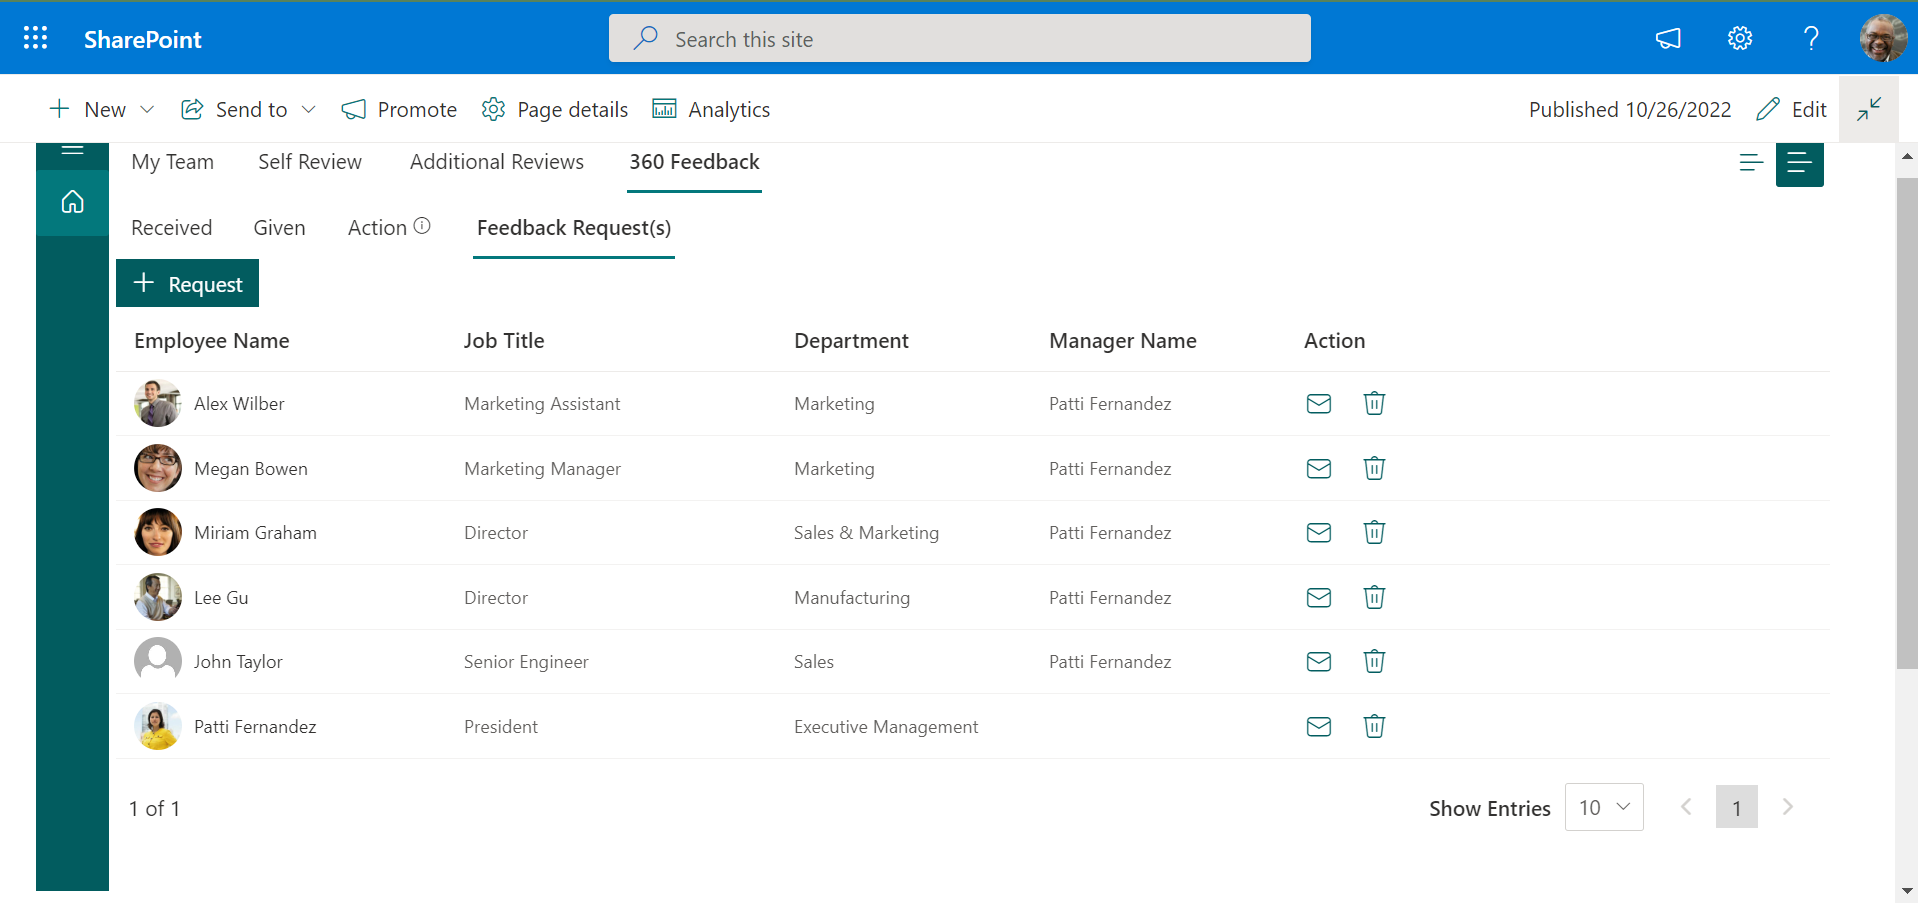 SharePoint Search this site
New Send to Promote Page details Analytics Published 10/26/2022 Edit
My Team Self Review Additional Reviews 360 Feedback
Received Given Action Feedback Request(s)
Request
Employee Name Job Title Department Manager Name Action
Alex Wilber Marketing Assistant Marketing Patti Fernandez
Megan Bowen Marketing Manager Marketing Patti Fernandez
Miriam Graham Director Sales & Marketing Patti Fernandez
Lee Gu Director Manufacturing Patti Fernandez
John Taylor Senior Engineer Sales Patti Fernandez
Patti Fernandez President Executive Management
1 of 1 Show Entries 10 1